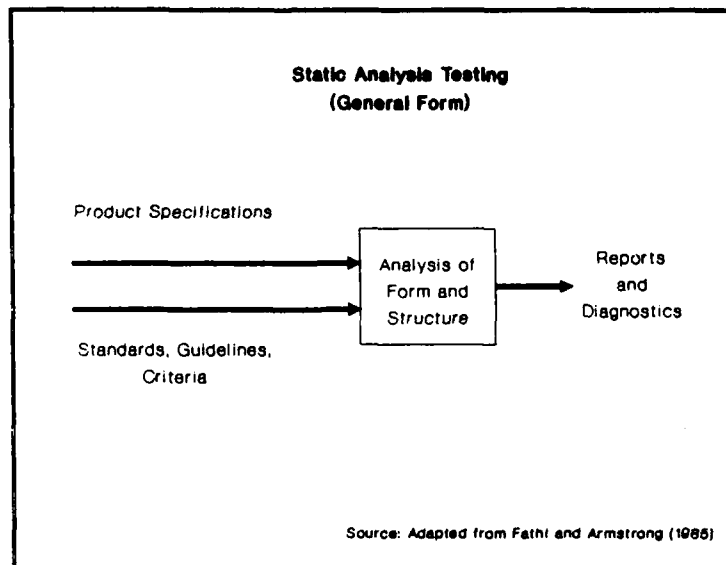 Static Analysis Testing
(General Form)
Product Specifications
Analysis of
Form and
Structure
Reports
and
Diagnostics
Standards, Guidelines,
Criteria
Source: Adapted from Fathi and Armstrong (1985)